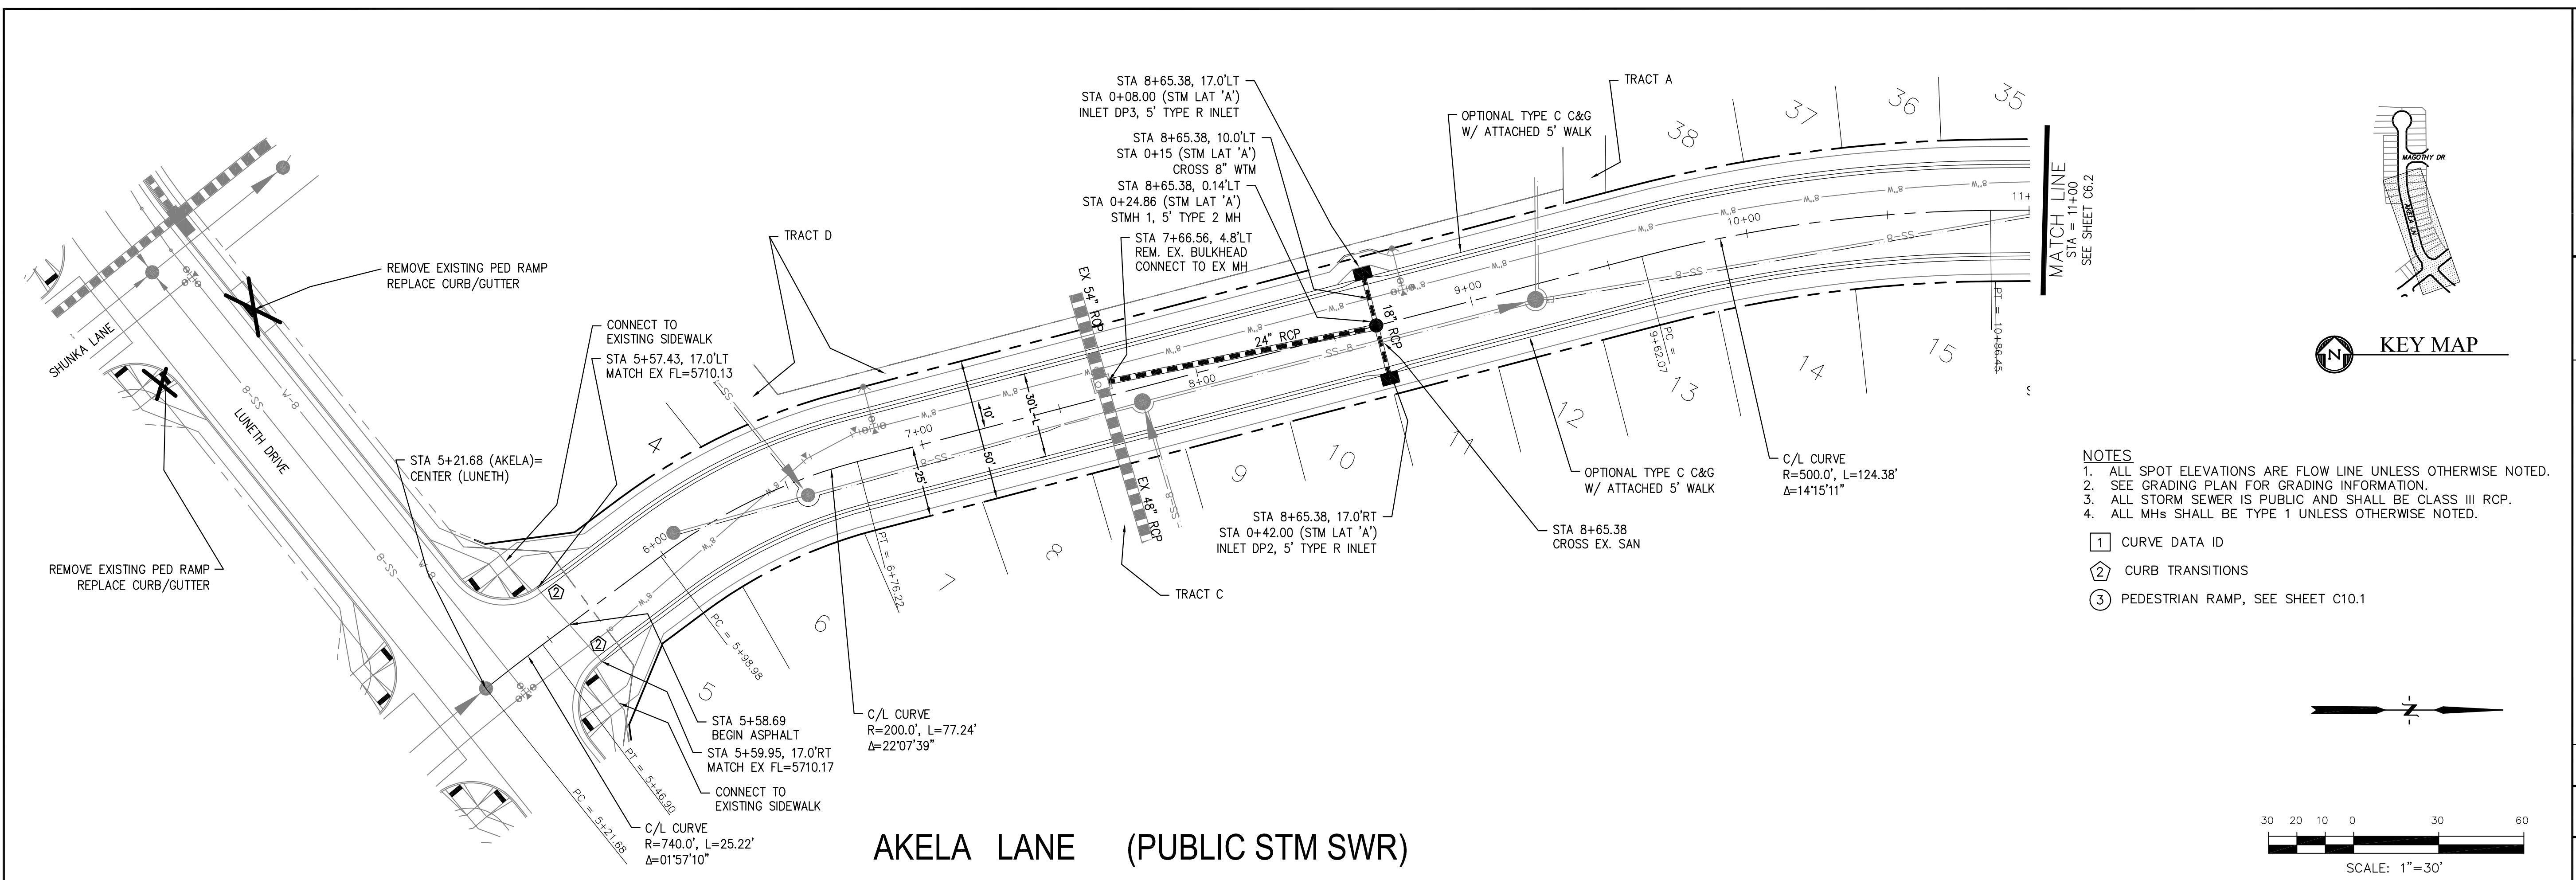 STA 8+65.38, 17.0'LT
STA 0+08.00 (STM LAT 'A')
INLET DP3, 5' TYPE R INLET
STA 8+65.38, 10.0'LT
STA 0+15 (STM LAT 'A')
CROSS 8" WTM
STA 8+65.38, 0.14'LT
STA 0+24.86 (STM LAT 'A')
STMH 1, 5' TYPE 2 MH
STA 7+66.56, 4.8'LT
REM. EX. BULKHEAD
CONNECT TO EX MH
TRACT A
OPTIONAL TYPE C C&G
W/ ATTACHED 5' WALK
38
37
36
35
MATCH LINE
STA = 11+00
SEE SHEET C6.2
11+
TRACT D
REMOVE EXISTING PED RAMP
REPLACE CURB/GUTTER
CONNECT TO
EXISTING SIDEWALK
STA 5+57.43, 17.0'LT
MATCH EX FL=5710.13
SHUNKA LANE
LUNETH DRIVE
8-SS
W-8
8-SS
W-8
STA 5+21.68 (AKELA)=
CENTER (LUNETH)
REMOVE EXISTING PED RAMP
REPLACE CURB/GUTTER
EX 54" RCP
24" RCP
18" RCP
EX 48" RCP
8"W
8-SS
SS-8
10'
30'L-L
50'
25'
6+00
7+00
8+00
9+00
10+00
4
5
6
7
8
9
10
11
12
13
14
15
2
2
PC = 5+21.68
PT = 5+46.90
PC = 5+98.98
PT = 6+76.22
PC = 9+62.07
PT = 10+86.45
STA 5+58.69
BEGIN ASPHALT
STA 5+59.95, 17.0'RT
MATCH EX FL=5710.17
CONNECT TO
EXISTING SIDEWALK
C/L CURVE
R=740.0', L=25.22'
Δ=01°57'10"
C/L CURVE
R=200.0', L=77.24'
Δ=22°07'39"
TRACT C
STA 8+65.38, 17.0'RT
STA 0+42.00 (STM LAT 'A')
INLET DP2, 5' TYPE R INLET
STA 8+65.38
CROSS EX. SAN
OPTIONAL TYPE C C&G
W/ ATTACHED 5' WALK
C/L CURVE
R=500.0', L=124.38'
Δ=14°15'11"
AKELA LANE (PUBLIC STM SWR)
MAGOTHY DR
AKELA LN
N
KEY MAP
NOTES
1. ALL SPOT ELEVATIONS ARE FLOW LINE UNLESS OTHERWISE NOTED.
2. SEE GRADING PLAN FOR GRADING INFORMATION.
3. ALL STORM SEWER IS PUBLIC AND SHALL BE CLASS III RCP.
4. ALL MHs SHALL BE TYPE 1 UNLESS OTHERWISE NOTED.
1 CURVE DATA ID
2 CURB TRANSITIONS
3 PEDESTRIAN RAMP, SEE SHEET C10.1
N
30 20 10 0 30 60
SCALE: 1"=30'